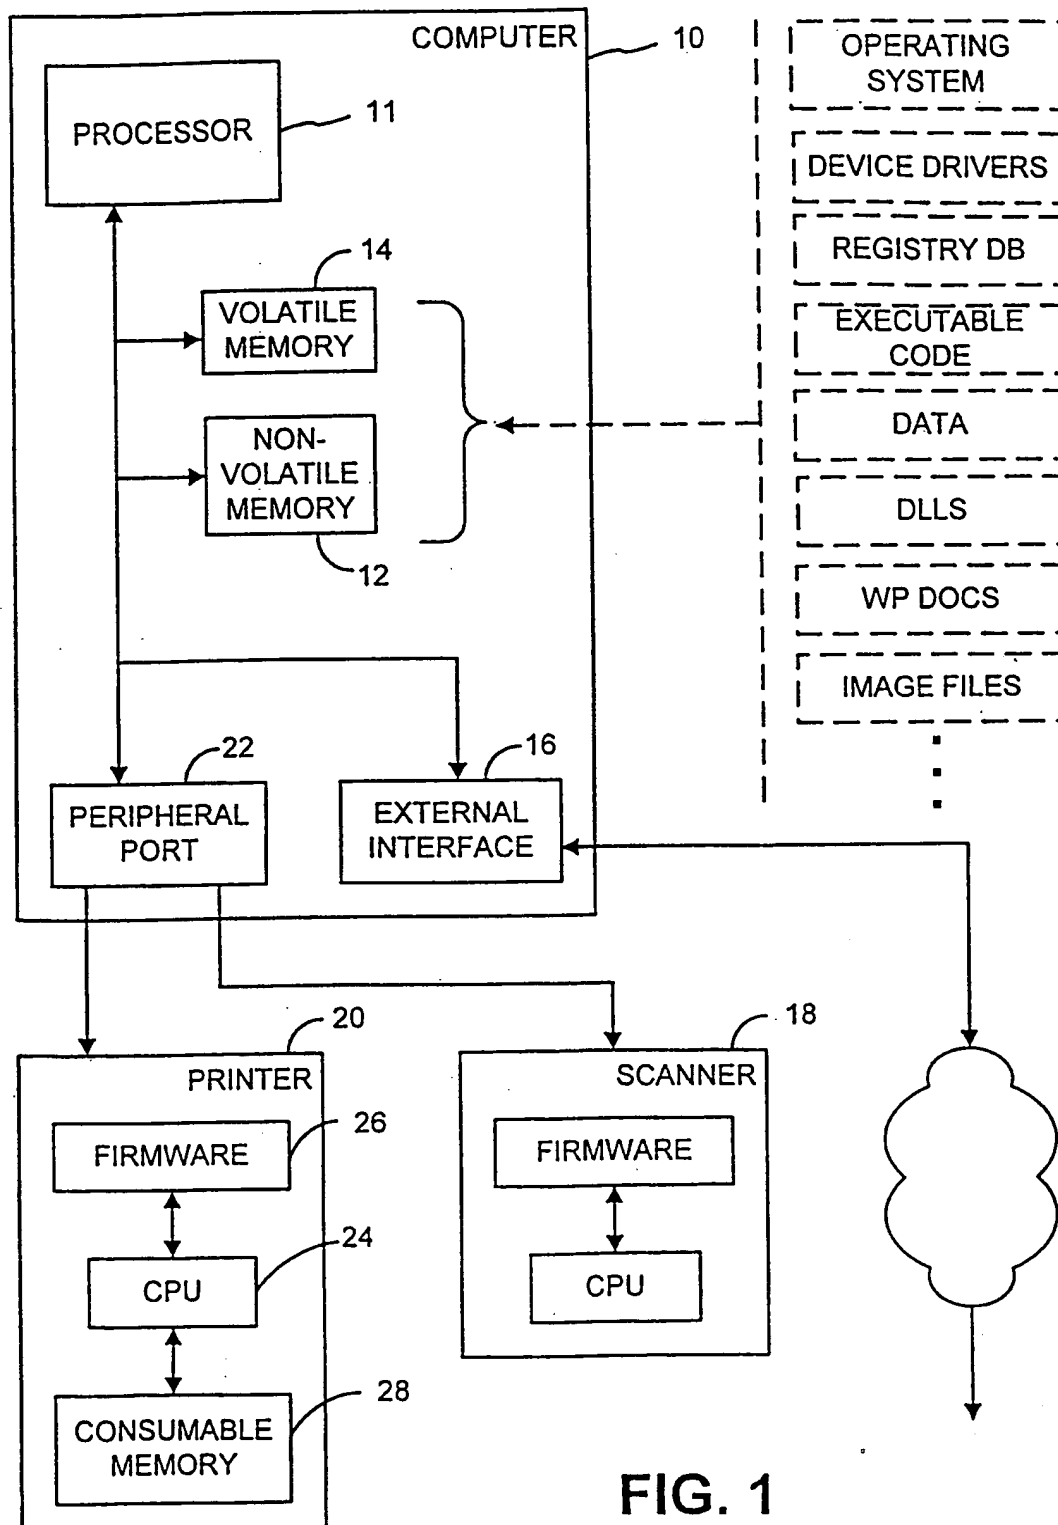 COMPUTER
10
PROCESSOR
11
14
VOLATILE
MEMORY
NON-
VOLATILE
MEMORY
12
22
PERIPHERAL
PORT
16
EXTERNAL
INTERFACE
OPERATING
SYSTEM
DEVICE DRIVERS
REGISTRY DB
EXECUTABLE
CODE
DATA
DLLS
WP DOCS
IMAGE FILES
20
PRINTER
FIRMWARE
26
CPU
24
CONSUMABLE
MEMORY
28
18
SCANNER
FIRMWARE
CPU
FIG. 1